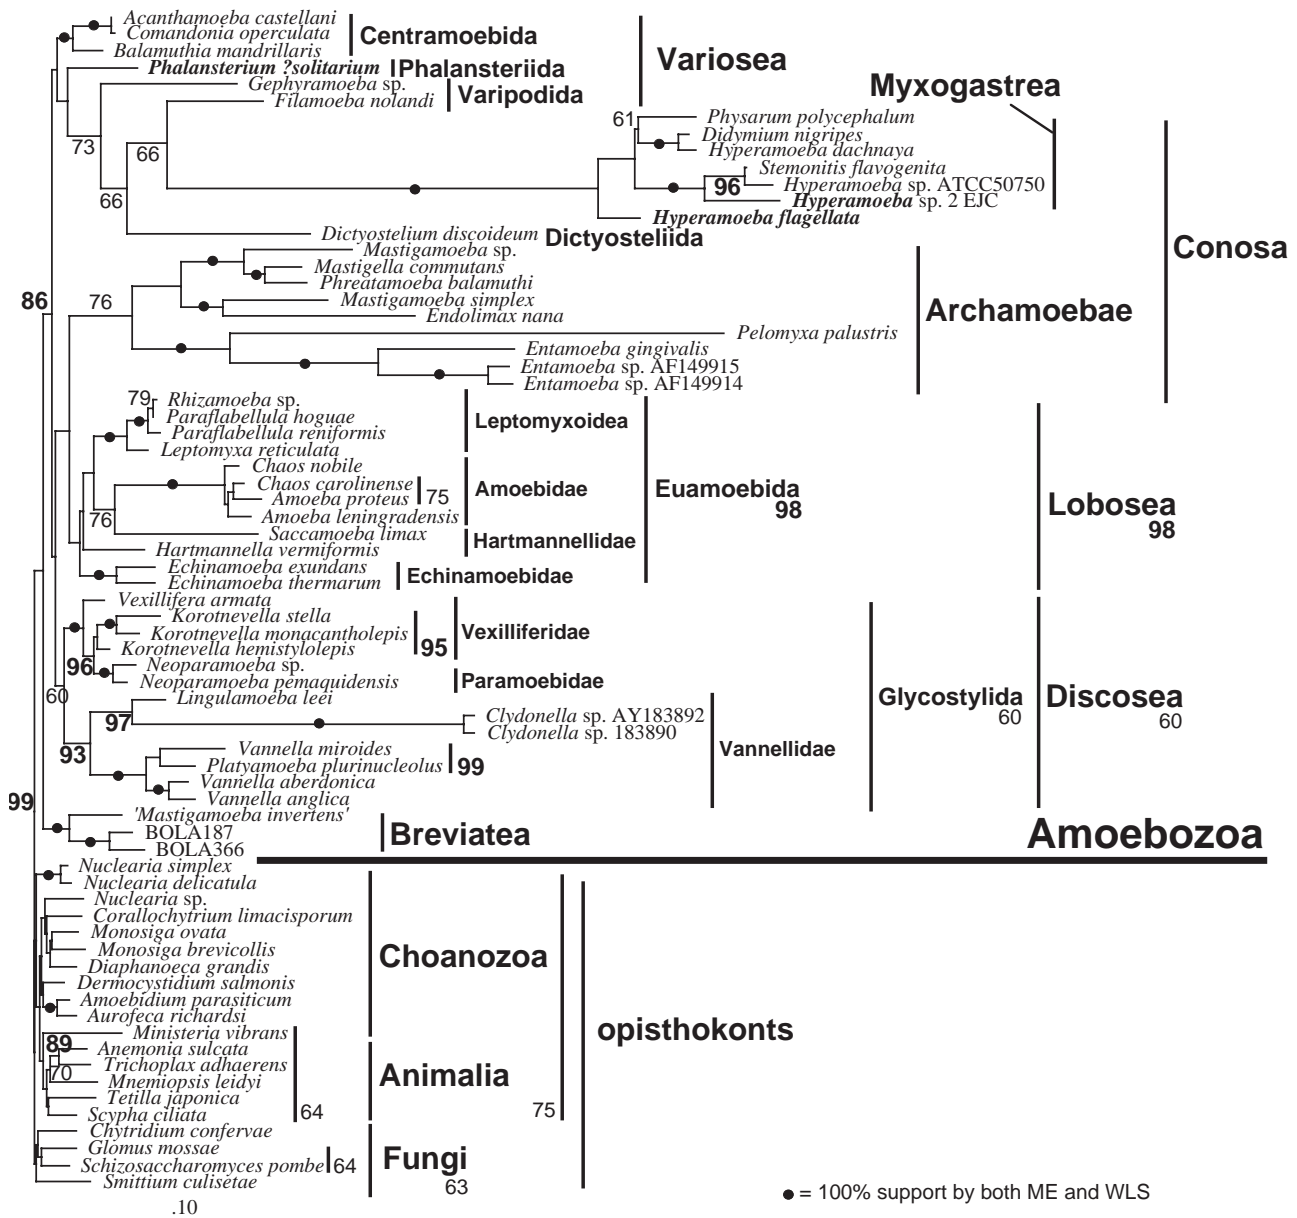 Acanthamoeba castellani
Comandonia operculata
Balamuthia mandrillaris
Centramoebida
Phalansterium ?solitarium
Phalansteriida
Gephyramoeba sp.
Filamoeba nolandi
Varipodida
Variosea
Myxogastrea
73
66
66
61
Physarum polycephalum
Didymium nigripes
Hyperamoeba dachnaya
Stemonitis flavogenita
96
Hyperamoeba sp. ATCC50750
Hyperamoeba sp. 2 EJC
Hyperamoeba flagellata
Dictyostelium discoideum
Dictyosteliida
Conosa
Mastigamoeba sp.
Mastigella commutans
Phreatamoeba balamuthi
86
76
Mastigamoeba simplex
Endolimax nana
Archamoebae
Pelomyxa palustris
Entamoeba gingivalis
Entamoeba sp. AF149915
Entamoeba sp. AF149914
79
Rhizamoeba sp.
Paraflabellula hoguae
Paraflabellula reniformis
Leptomyxa reticulata
Leptomyxoidea
Chaos nobile
Chaos carolinense
Amoeba proteus
75
Amoeba leningradensis
Amoebidae
Euamoebida
98
Lobosea
98
76
Saccamoeba limax
Hartmannella vermiformis
Hartmannellidae
Echinamoeba exundans
Echinamoeba thermarum
Echinamoebidae
Vexillifera armata
Korotnevella stella
Korotnevella monacantholepis
Korotnevella hemistylolepis
95
Vexilliferidae
96
Neoparamoeba sp.
Neoparamoeba pemaquidensis
Paramoebidae
60
Lingulamoeba leei
97
Clydonella sp. AY183892
Clydonella sp. 183890
Glycostylida
60
Discosea
60
93
Vannella miroides
Platyamoeba plurinucleolus
99
Vannella aberdonica
Vannella anglica
Vannellidae
99
'Mastigamoeba invertens'
BOLA187
BOLA366
Breviatea
Amoebozoa
Nuclearia simplex
Nuclearia delicatula
Nuclearia sp.
Corallochytrium limacisporum
Monosiga ovata
Monosiga brevicollis
Diaphanoeca grandis
Dermocystidium salmonis
Amoebidium parasiticum
Aurofeca richardsi
Choanozoa
Ministeria vibrans
opisthokonts
89
Anemonia sulcata
70
Trichoplax adhaerens
Mnemiopsis leidyi
Tetilla japonica
Scypha ciliata
64
Animalia
75
Chytridium confervae
Glomus mossae
Schizosaccharomyces pombe
64
Smittium culisetae
Fungi
63
.10
● = 100% support by both ME and WLS